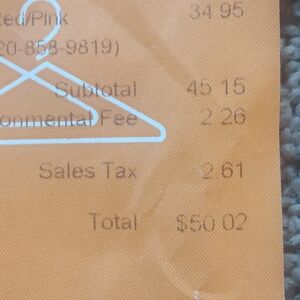 Red/Pink 34 95
20-858-9819)
Subtotal 45 15
onmental Fee 2 26
Sales Tax 2 61
Total $50 02